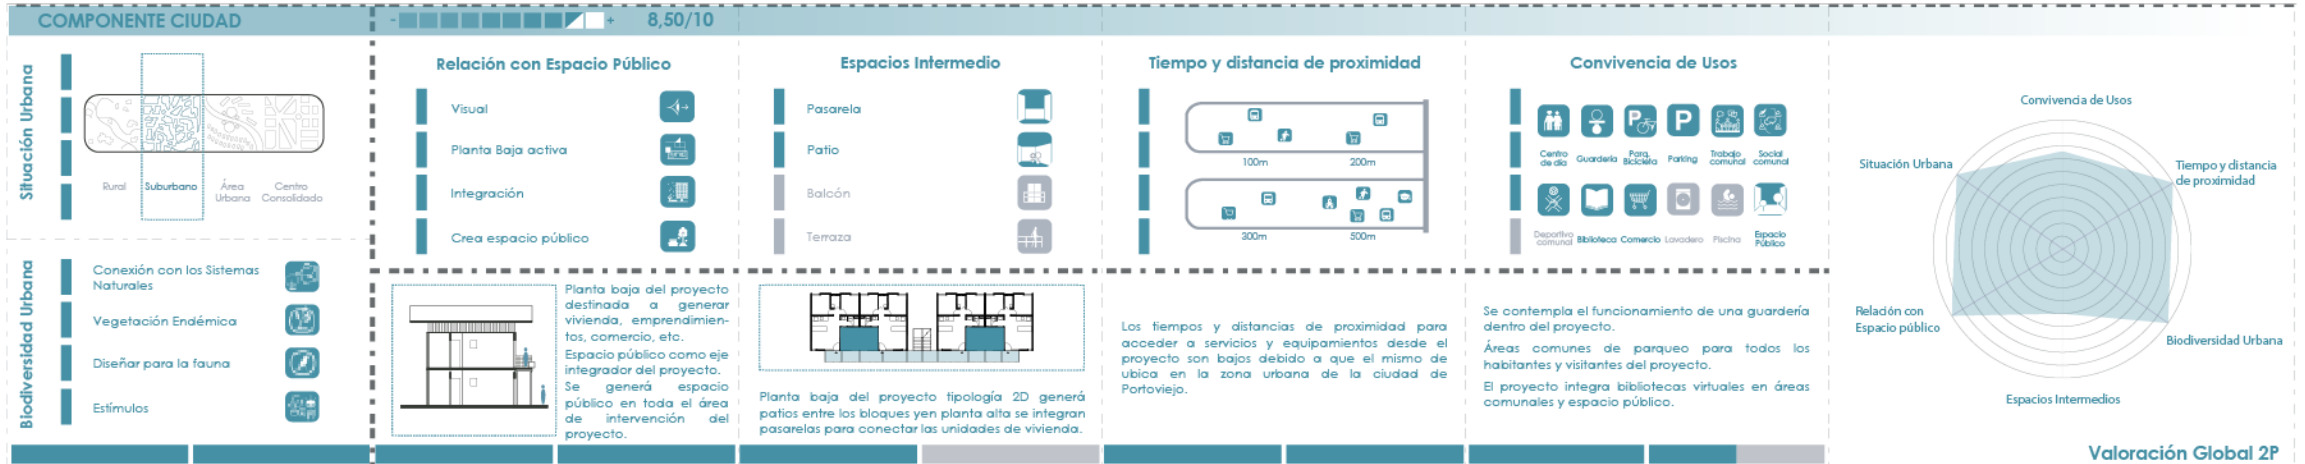 COMPONENTE CIUDAD
- + 8,50/10
Situación Urbana
Rural
Suburbano
Área
Urbana
Centro
Consolidado
Biodiversidad Urbana
Conexión con los Sistemas
Naturales
Vegetación Endémica
Diseñar para la fauna
Estímulos
Relación con Espacio Público
Visual
Planta Baja activa
Integración
Crea espacio público
Planta baja del proyecto
destinada a generar
vivienda, emprendimien-
tos, comercio, etc.
Espacio público como eje
integrador del proyecto.
Se generá espacio
público en toda el área
de intervención del
proyecto.
Espacios Intermedio
Pasarela
Patio
Balcón
Terraza
Planta baja del proyecto tipología 2D generá
patios entre los bloques yen planta alta se integran
pasarelas para conectar las unidades de vivienda.
Tiempo y distancia de proximidad
100m
200m
300m
500m
Los tiempos y distancias de proximidad para
acceder a servicios y equipamientos desde el
proyecto son bajos debido a que el mismo de
ubica en la zona urbana de la ciudad de
Portoviejo.
Convivencia de Usos
P
P
Centro
de día
Guardería
Parq.
Bicicleta
Parking
Trabajo
comunal
Social
comunal
Deportivo
comunal
Biblioteca
Comercio
Lavadero
Piscina
Espacio
Público
Se contempla el funcionamiento de una guardería
dentro del proyecto.
Áreas comunes de parqueo para todos los
habitantes y visitantes del proyecto.
El proyecto integra bibliotecas virtuales en áreas
comunales y espacio público.
Convivencia de Usos
Situación Urbana
Tiempo y distancia
de proximidad
Relación con
Espacio público
Biodiversidad Urbana
Espacios Intermedios
Valoración Global 2P